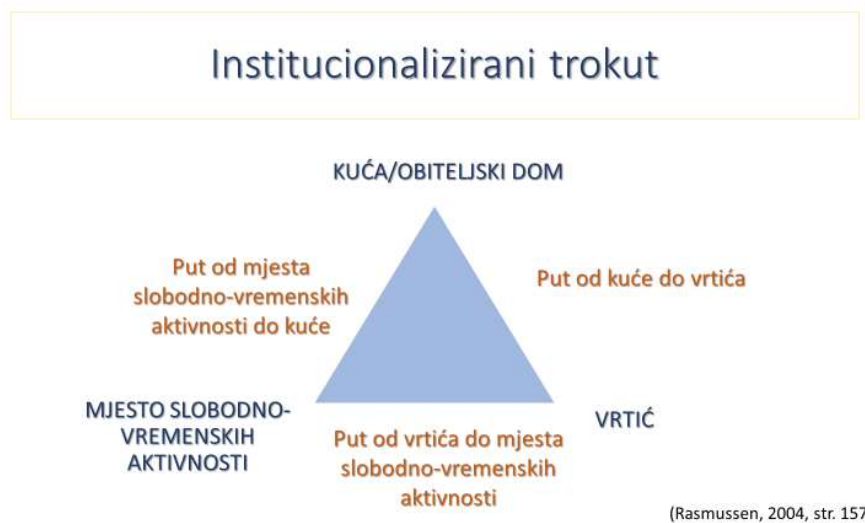 Institucionalizirani trokut
KUĆA/OBITELJSKI DOM
Put od mjesta
slobodno-vremenskih
aktivnosti do kuće
Put od kuće do vrtića
MJESTO SLOBODNO-
VREMENSKIH
AKTIVNOSTI
Put od vrtića do mjesta
slobodno-vremenskih
aktivnosti
VRTIĆ
(Rasmussen, 2004, str. 157